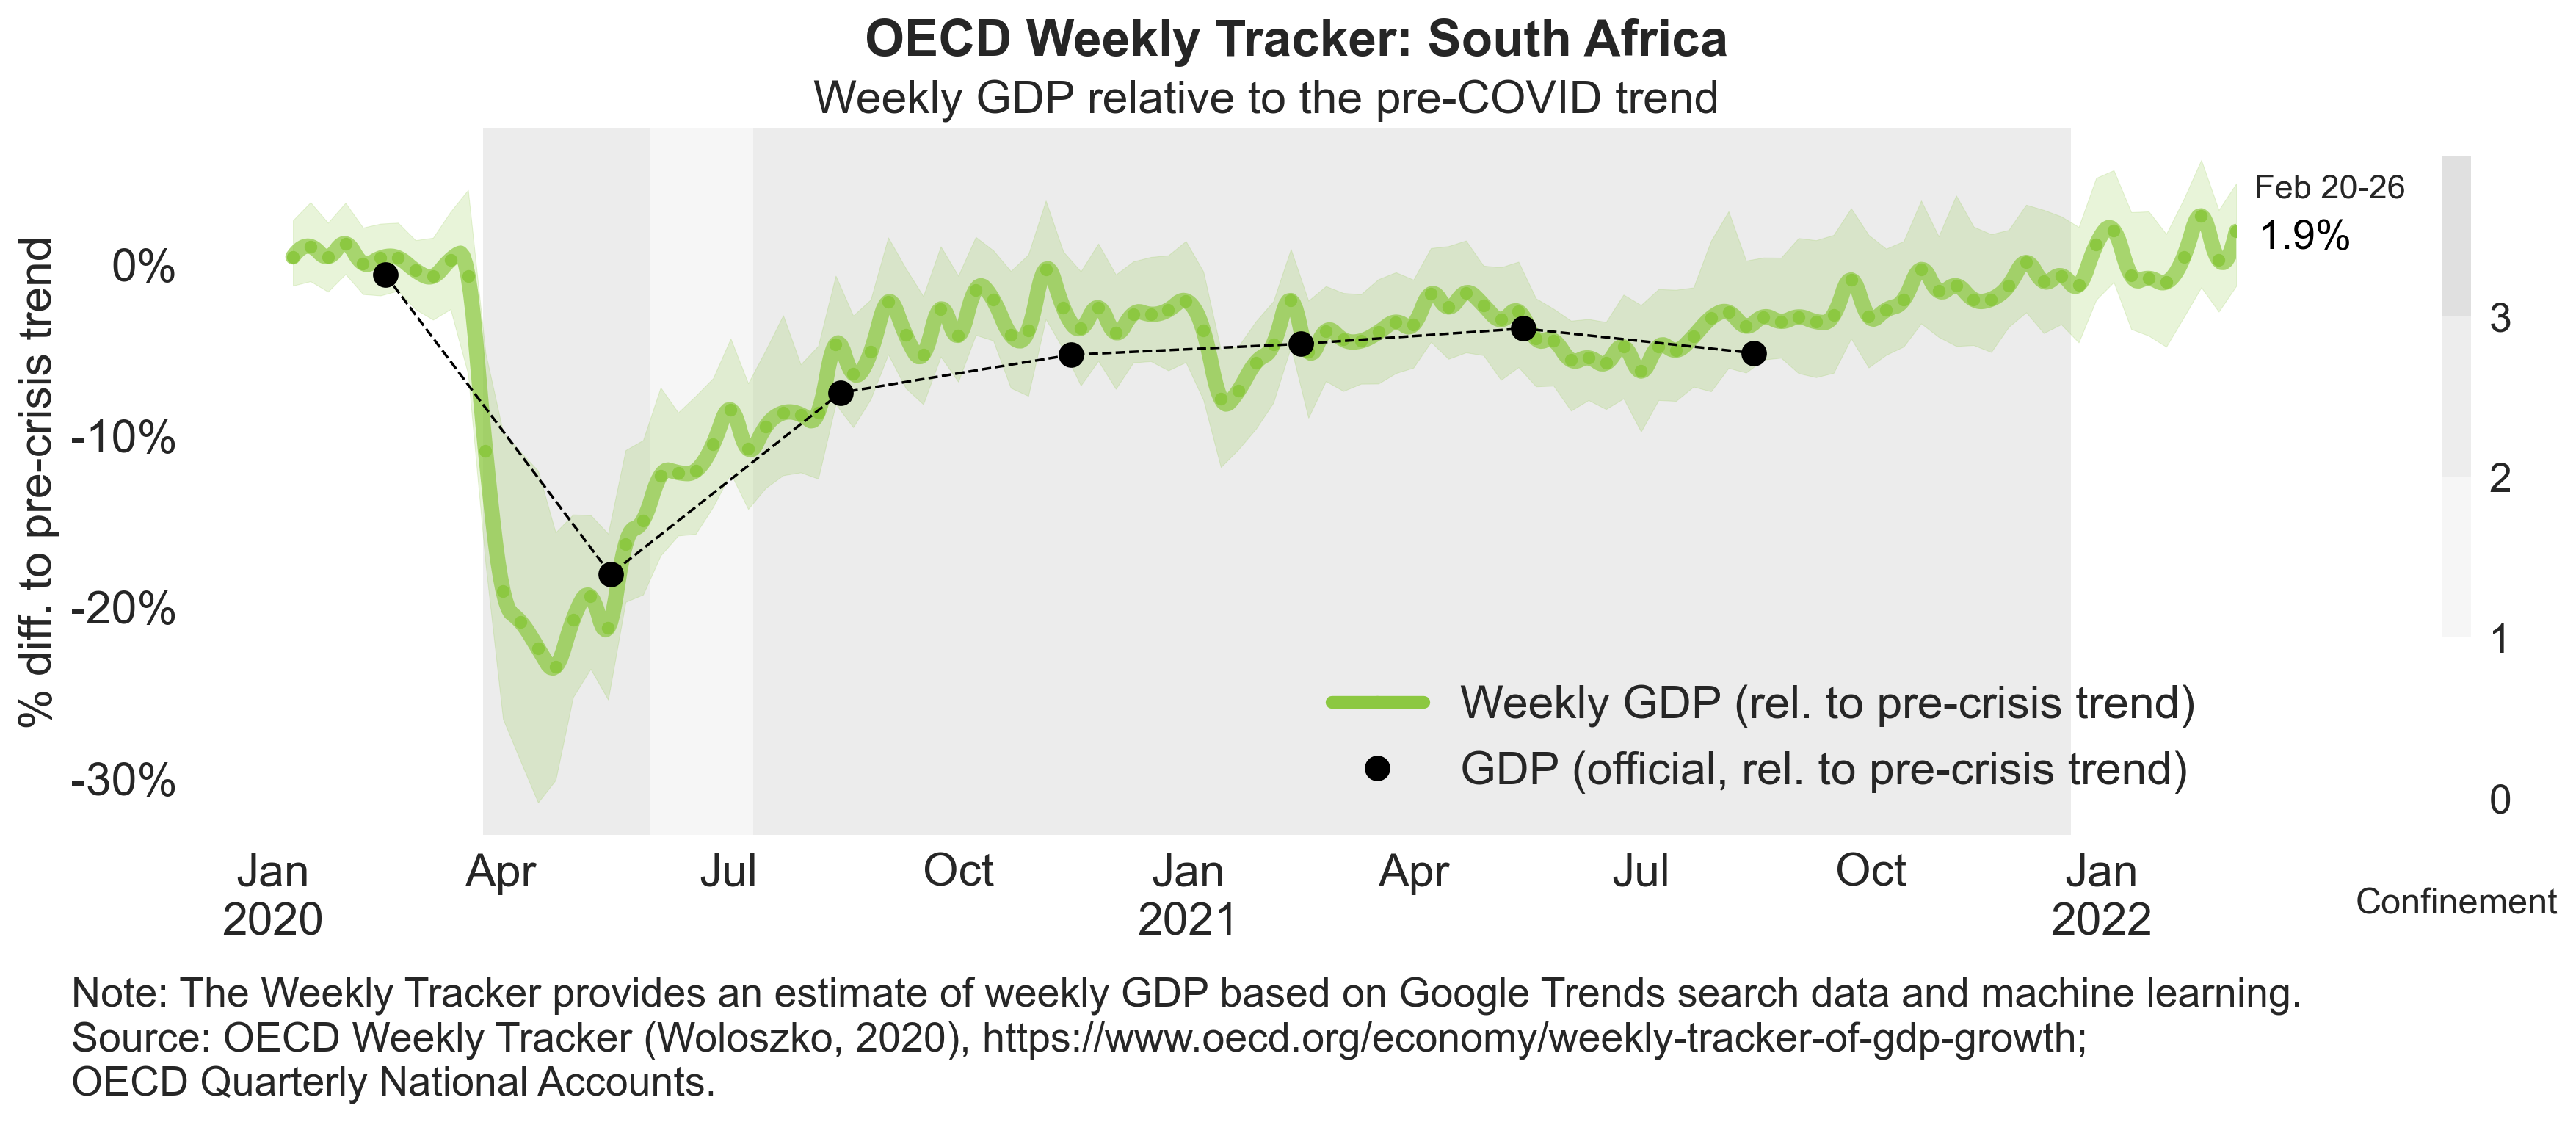 OECD Weekly Tracker: South Africa
Weekly GDP relative to the pre-COVID trend
% diff. to pre-crisis trend
0%
-10%
-20%
-30%
Feb 20-26
1.9%
3
2
1
0
Confinement
Weekly GDP (rel. to pre-crisis trend)
GDP (official, rel. to pre-crisis trend)
Jan Apr Jul Oct Jan Apr Jul Oct Jan
2020 2021 2022
Note: The Weekly Tracker provides an estimate of weekly GDP based on Google Trends search data and machine learning.
Source: OECD Weekly Tracker (Woloszko, 2020), https://www.oecd.org/economy/weekly-tracker-of-gdp-growth;
OECD Quarterly National Accounts.